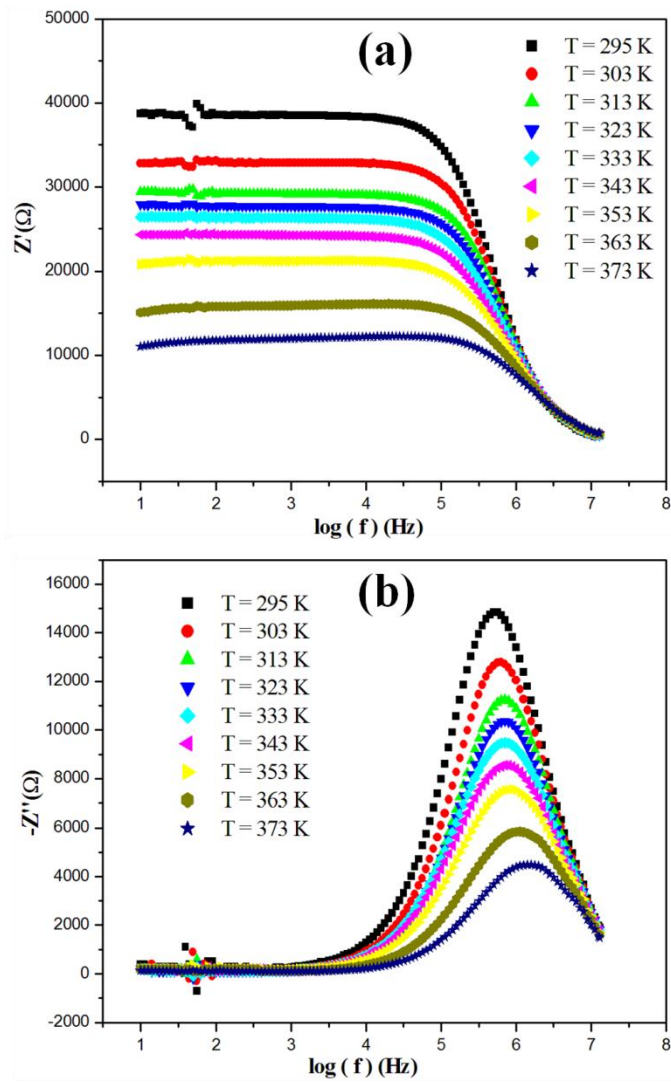 (a)
50000
40000
30000
20000
10000
0
Z'(Ω)
T = 295 K
T = 303 K
T = 313 K
T = 323 K
T = 333 K
T = 343 K
T = 353 K
T = 363 K
T = 373 K
0 1 2 3 4 5 6 7 8
log ( f ) (Hz)
(b)
16000
14000
12000
10000
8000
6000
4000
2000
0
-2000
-Z''(Ω)
T = 295 K
T = 303 K
T = 313 K
T = 323 K
T = 333 K
T = 343 K
T = 353 K
T = 363 K
T = 373 K
0 1 2 3 4 5 6 7 8
log ( f ) (Hz)